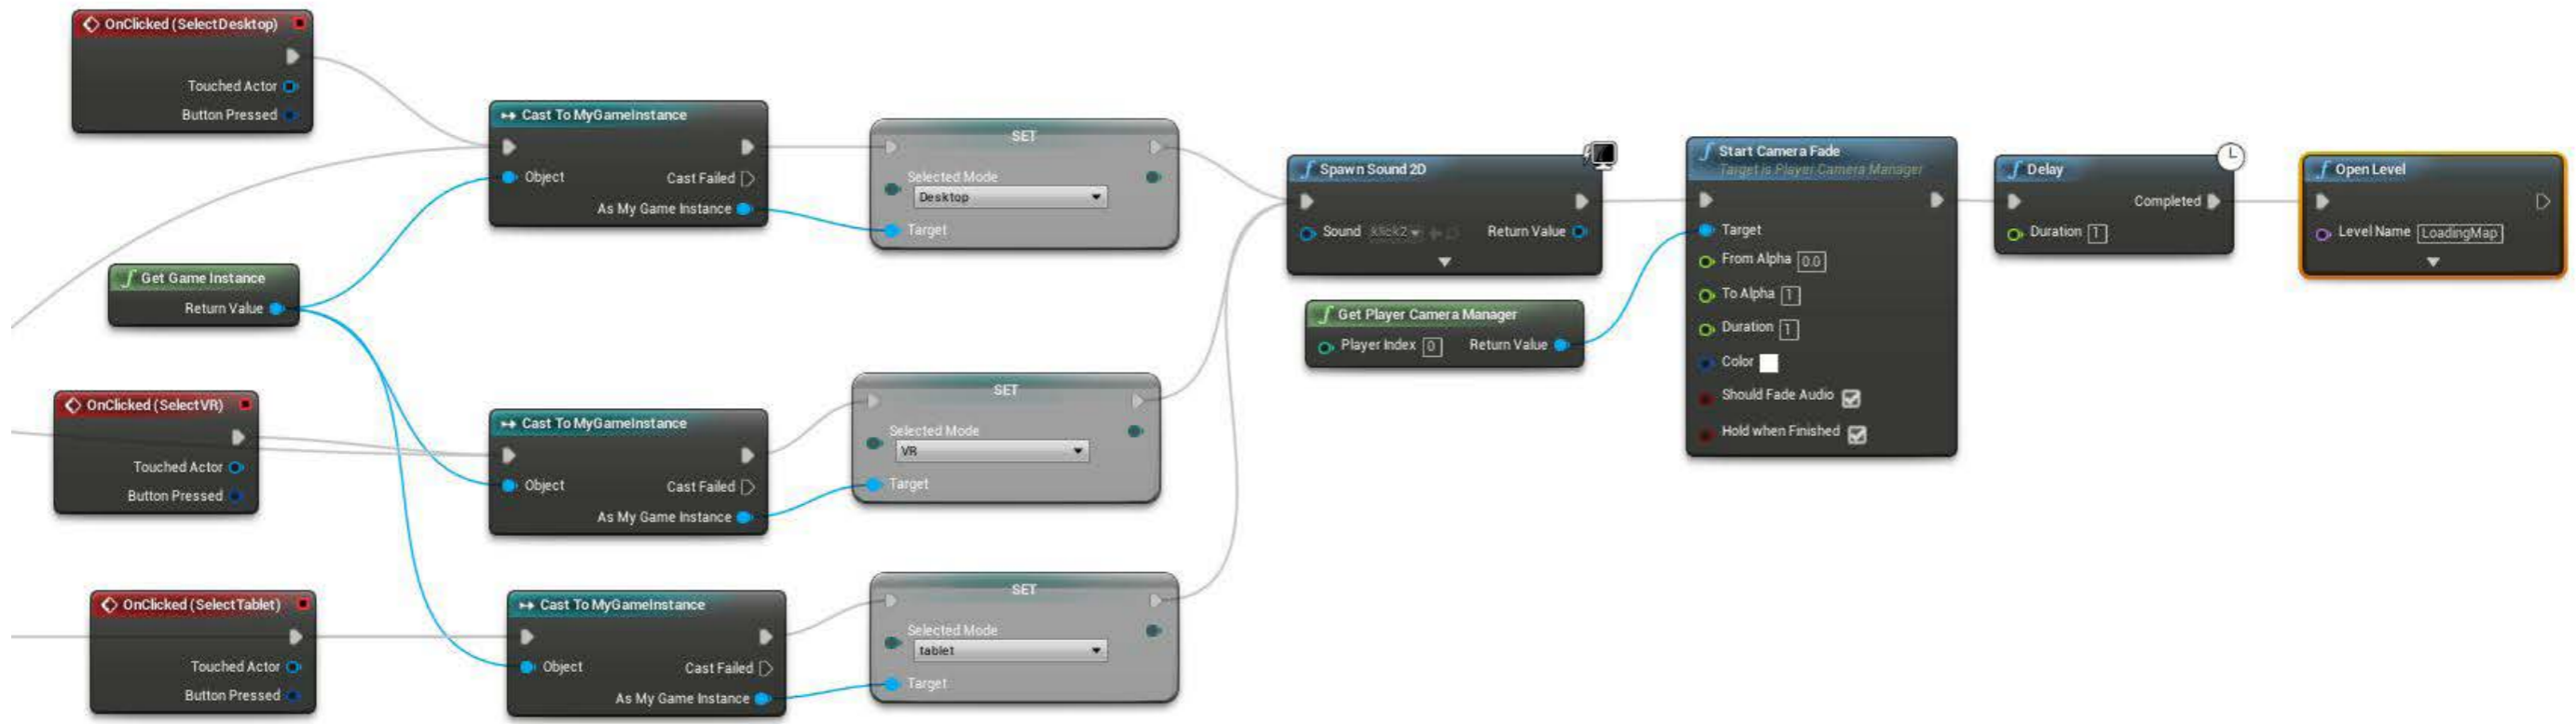 OnClicked (SelectDesktop)
Touched Actor
Button Pressed
Get Game Instance
Return Value
OnClicked (SelectVR)
Touched Actor
Button Pressed
OnClicked (SelectTablet)
Touched Actor
Button Pressed
Cast To MyGameInstance
Object
Cast Failed
As My Game Instance
Cast To MyGameInstance
Object
Cast Failed
As My Game Instance
Cast To MyGameInstance
Object
Cast Failed
As My Game Instance
SET
Selected Mode
Desktop
Target
SET
Selected Mode
VR
Target
SET
Selected Mode
tablet
Target
Spawn Sound 2D
Sound klick2 Return Value
Get Player Camera Manager
Player Index 0 Return Value
Start Camera Fade
Target is Player Camera Manager
Target
From Alpha 0.0
To Alpha 1
Duration 1
Color
Should Fade Audio
Hold when Finished
Delay
Completed
Duration 1
Open Level
Level Name LoadingMap